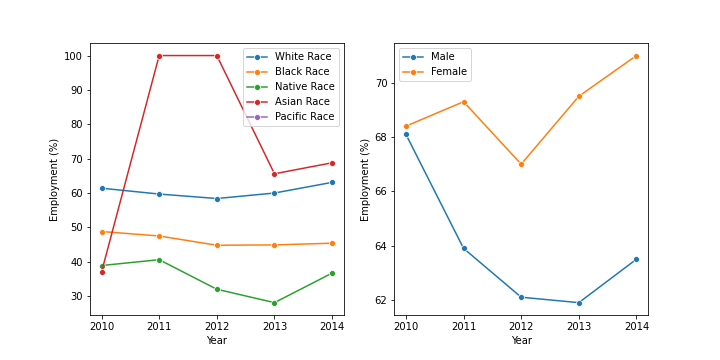 Employment (%)
100
90
80
70
60
50
40
30
2010 2011 2012 2013 2014
Year
White Race
Black Race
Native Race
Asian Race
Pacific Race
Employment (%)
70
68
66
64
62
2010 2011 2012 2013 2014
Year
Male
Female